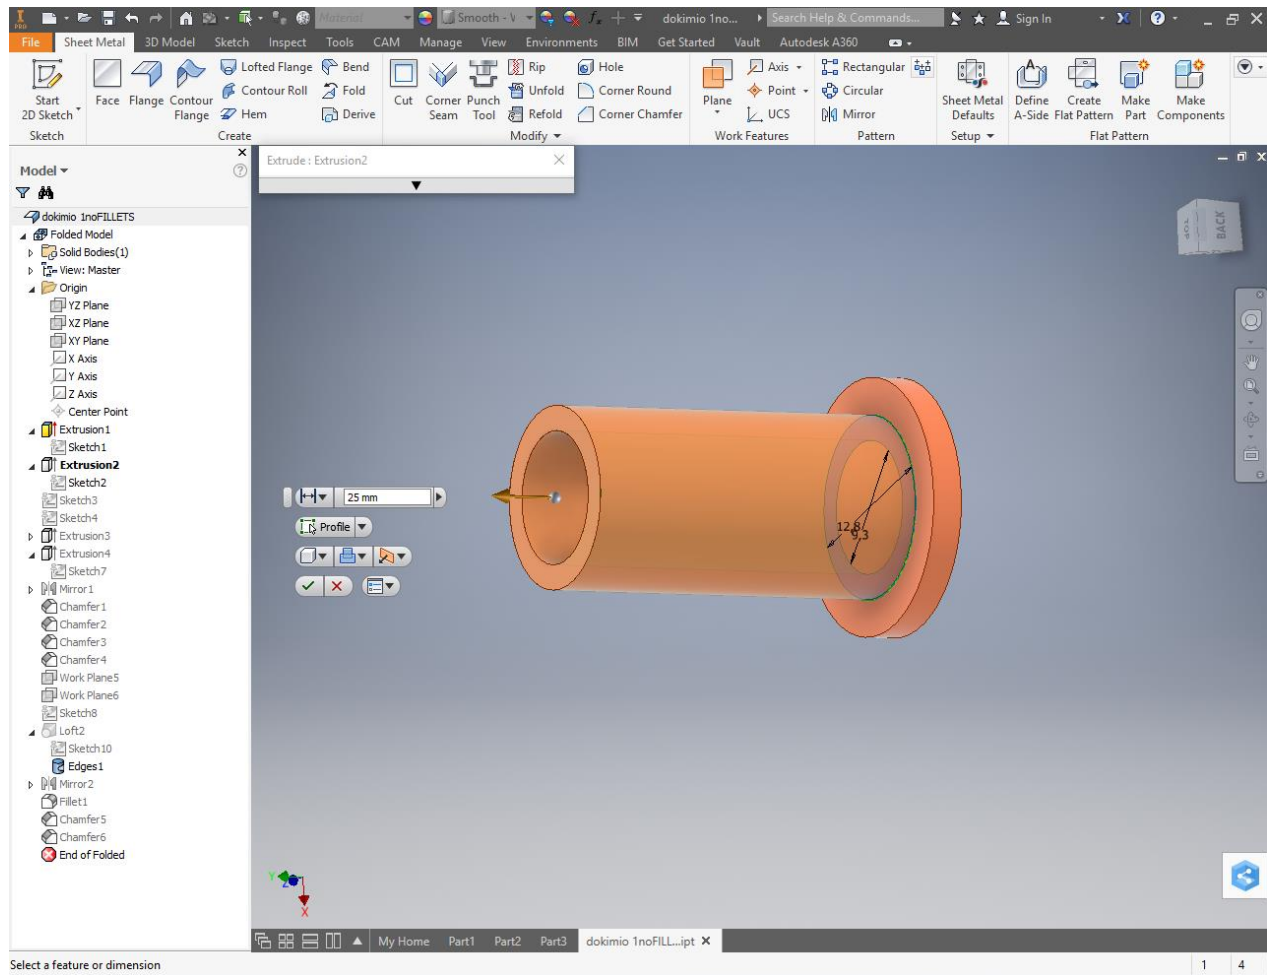 I
PRO
Material
Smooth - V
dokimio 1no...
Search Help & Commands...
Sign In
File Sheet Metal 3D Model Sketch Inspect Tools CAM Manage View Environments BIM Get Started Vault Autodesk A360
Start
2D Sketch
Face
Flange
Contour
Flange
Lofted Flange
Contour Roll
Hem
Bend
Fold
Derive
Cut
Corner
Seam
Punch
Tool
Rip
Unfold
Refold
Hole
Corner Round
Corner Chamfer
Plane
Axis
Point
UCS
Rectangular
Circular
Mirror
Sheet Metal
Defaults
Define
A-Side
Create
Flat Pattern
Make
Part
Make
Components
Sketch Create Modify Work Features Pattern Setup Flat Pattern
Model
dokimio 1noFILLETS
Folded Model
Solid Bodies(1)
View: Master
Origin
YZ Plane
XZ Plane
XY Plane
X Axis
Y Axis
Z Axis
Center Point
Extrusion1
Sketch1
Extrusion2
Sketch2
Sketch3
Sketch4
Extrusion3
Extrusion4
Sketch7
Mirror1
Chamfer1
Chamfer2
Chamfer3
Chamfer4
Work Plane5
Work Plane6
Sketch8
Loft2
Sketch10
Edges1
Mirror2
Fillet1
Chamfer5
Chamfer6
End of Folded
Extrude : Extrusion2
TOP
BACK
25 mm
Profile
12,8
9,3
Y
Z
X
My Home Part1 Part2 Part3 dokimio 1noFILL...ipt
Select a feature or dimension
1 4